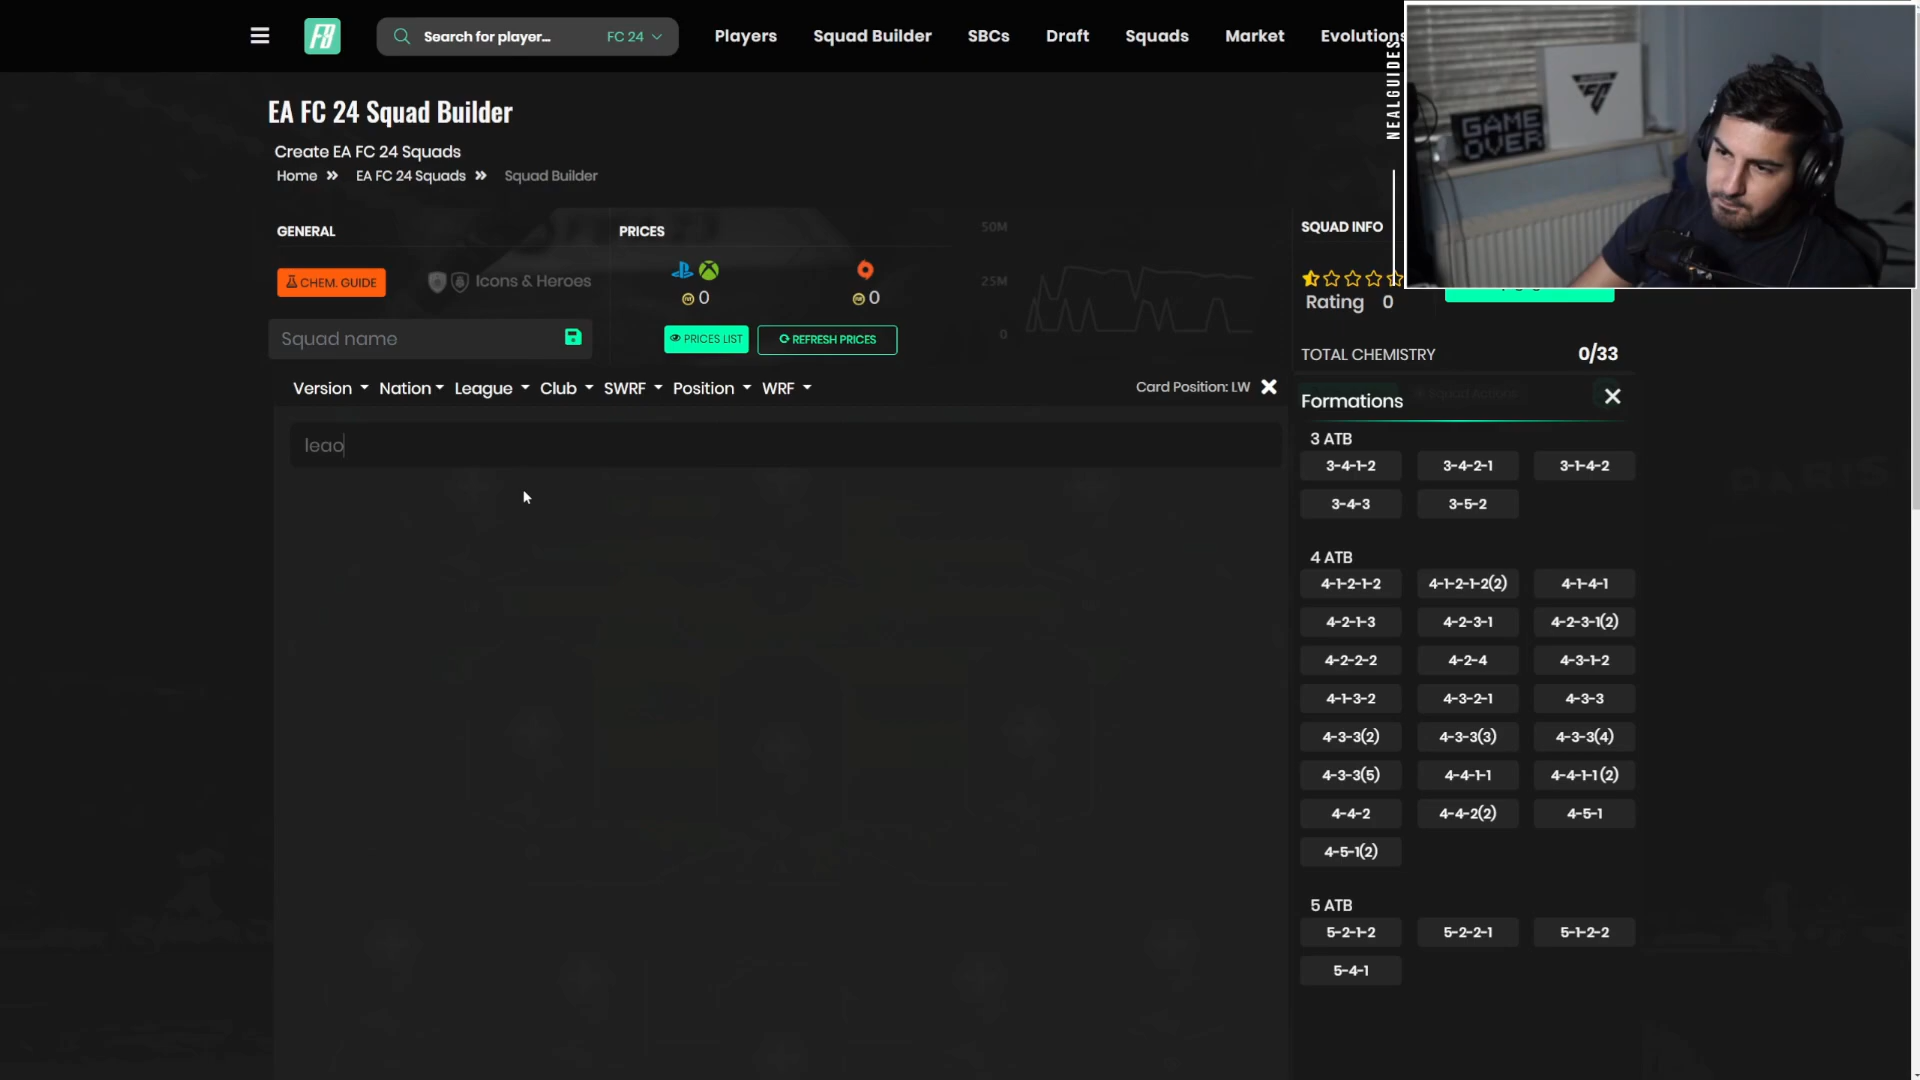 Search for player...
FC 24
Players
Squad Builder
SBCs
Draft
Squads
Market
Evolutions
NEALGUIDES
GAME
OVER
EA FC 24 Squad Builder
Create EA FC 24 Squads
Home » EA FC 24 Squads » Squad Builder
GENERAL
PRICES
50M
25M
0
SQUAD INFO
CHEM. GUIDE
Icons & Heroes
0
0
Rating 0
Squad name
PRICES LIST
REFRESH PRICES
TOTAL CHEMISTRY 0/33
Version
Nation
League
Club
SWRF
Position
WRF
Card Position: LW
leao
Formations
3 ATB
3-4-1-2
3-4-2-1
3-1-4-2
3-4-3
3-5-2
4 ATB
4-1-2-1-2
4-1-2-1-2(2)
4-1-4-1
4-2-1-3
4-2-3-1
4-2-3-1(2)
4-2-2-2
4-2-4
4-3-1-2
4-1-3-2
4-3-2-1
4-3-3
4-3-3(2)
4-3-3(3)
4-3-3(4)
4-3-3(5)
4-4-1-1
4-4-1-1 (2)
4-4-2
4-4-2(2)
4-5-1
4-5-1(2)
5 ATB
5-2-1-2
5-2-2-1
5-1-2-2
5-4-1